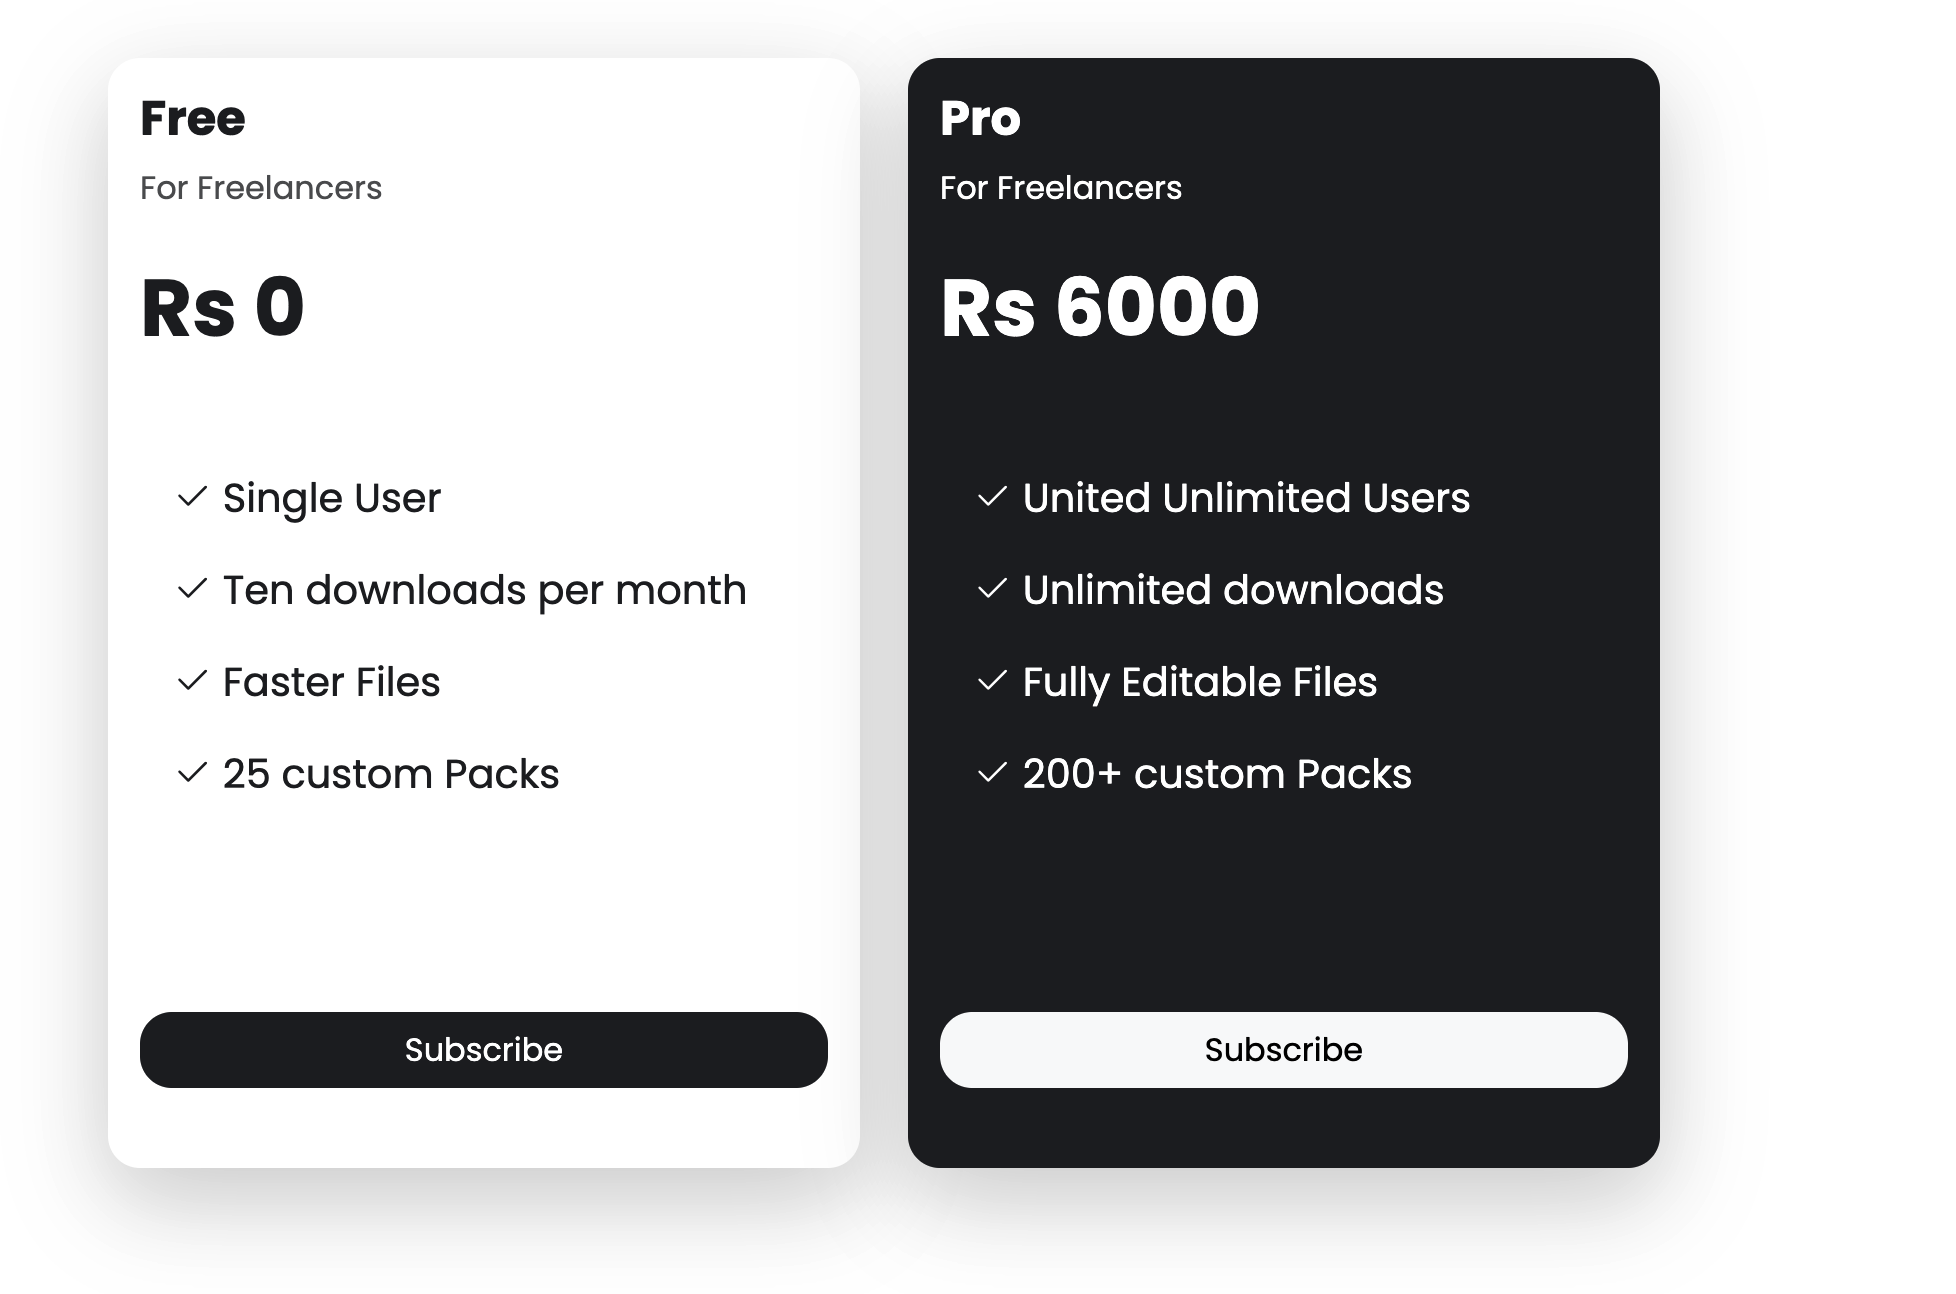 Free
For Freelancers
Rs 0
Single User
Ten downloads per month
Faster Files
25 custom Packs
Subscribe
Pro
For Freelancers
Rs 6000
United Unlimited Users
Unlimited downloads
Fully Editable Files
200+ custom Packs
Subscribe